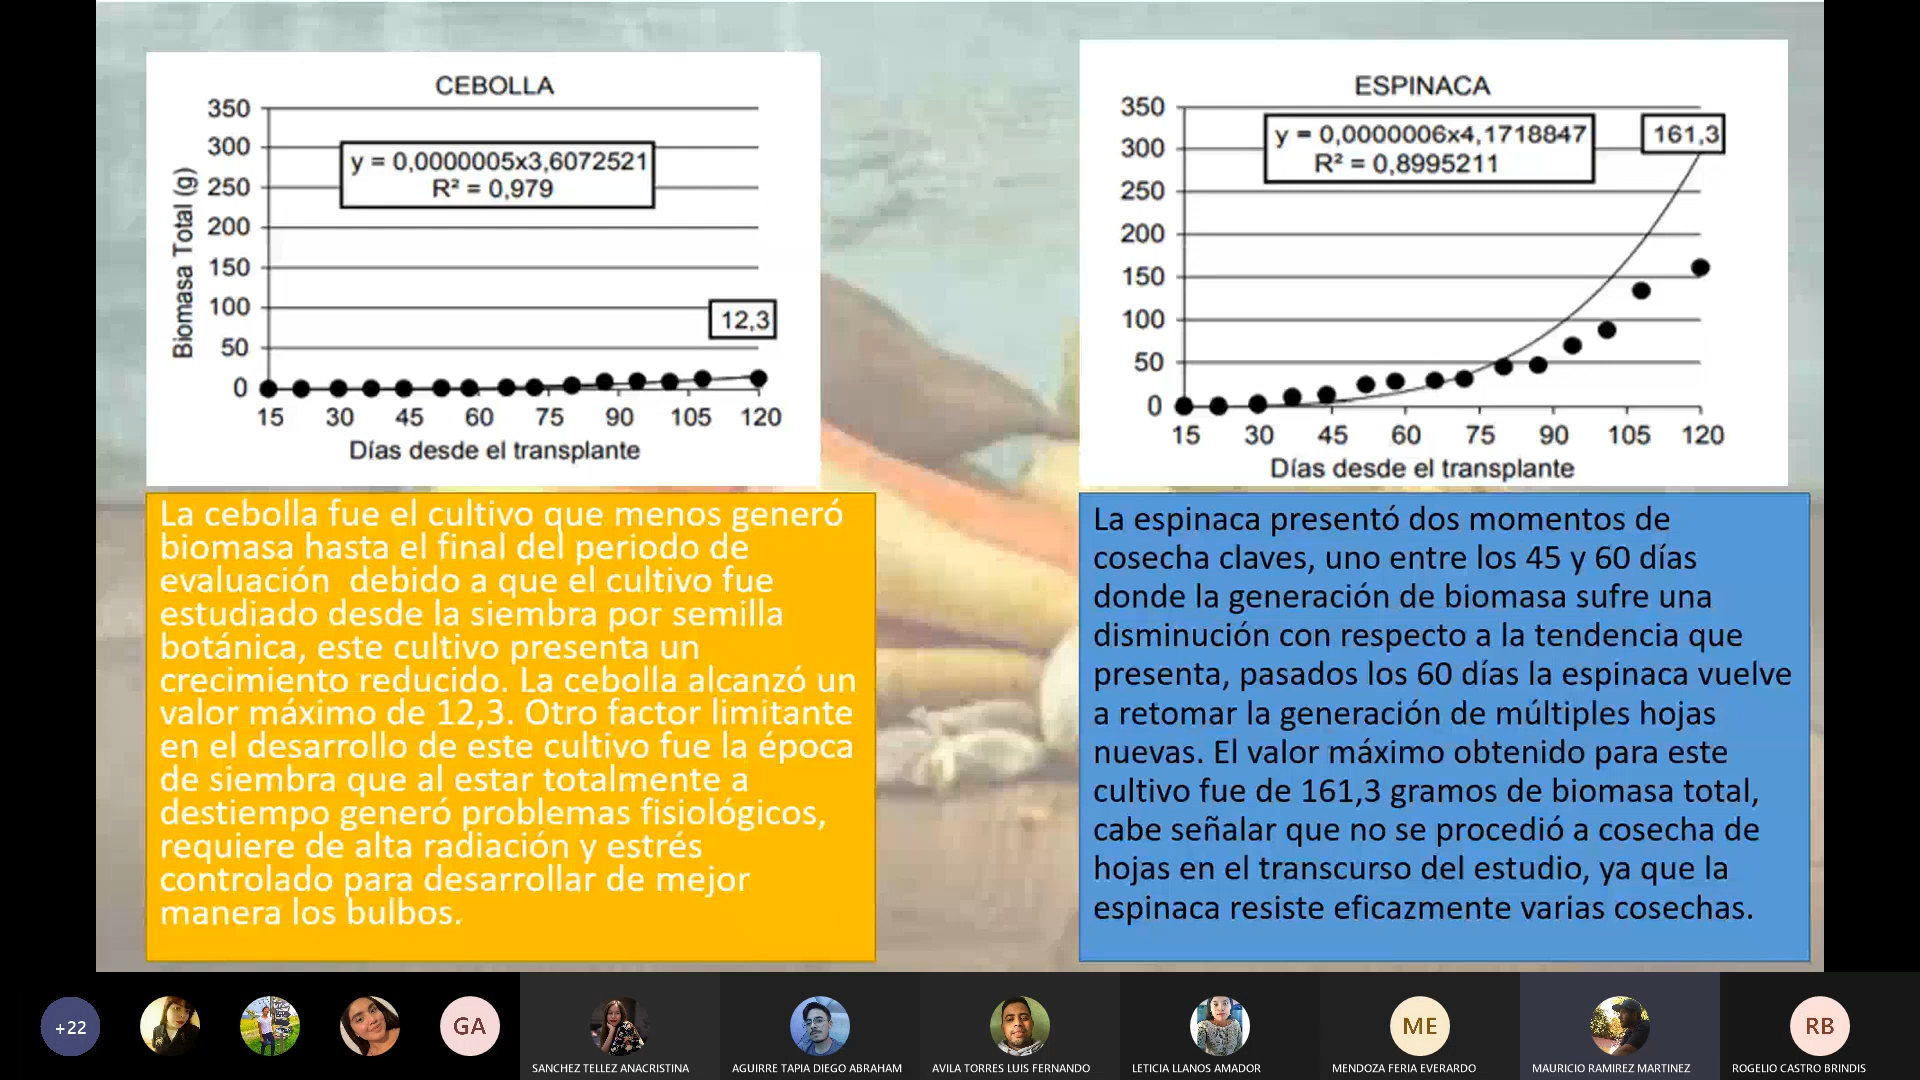 CEBOLLA
350
300
250
200
150
100
50
0
y = 0,0000005x3,6072521
R² = 0,979
12,3
Biomasa Total (g)
15 30 45 60 75 90 105 120
Días desde el transplante
ESPINACA
350
300
250
200
150
100
50
0
y = 0,0000006x4,1718847
R² = 0,8995211
161,3
15 30 45 60 75 90 105 120
Días desde el transplante
La cebolla fue el cultivo que menos generó
biomasa hasta el final del periodo de
evaluación  debido a que el cultivo fue
estudiado desde la siembra por semilla
botánica, este cultivo presenta un
crecimiento reducido. La cebolla alcanzó un
valor máximo de 12,3. Otro factor limitante
en el desarrollo de este cultivo fue la época
de siembra que al estar totalmente a
destiempo generó problemas fisiológicos,
requiere de alta radiación y estrés
controlado para desarrollar de mejor
manera los bulbos.
La espinaca presentó dos momentos de
cosecha claves, uno entre los 45 y 60 días
donde la generación de biomasa sufre una
disminución con respecto a la tendencia que
presenta, pasados los 60 días la espinaca vuelve
a retomar la generación de múltiples hojas
nuevas. El valor máximo obtenido para este
cultivo fue de 161,3 gramos de biomasa total,
cabe señalar que no se procedió a cosecha de
hojas en el transcurso del estudio, ya que la
espinaca resiste eficazmente varias cosechas.
+22
GA
SANCHEZ TELLEZ ANACRISTINA
AGUIRRE TAPIA DIEGO ABRAHAM
AVILA TORRES LUIS FERNANDO
LETICIA LLANOS AMADOR
ME
MENDOZA FERIA EVERARDO
MAURICIO RAMIREZ MARTINEZ
RB
ROGELIO CASTRO BRINDIS